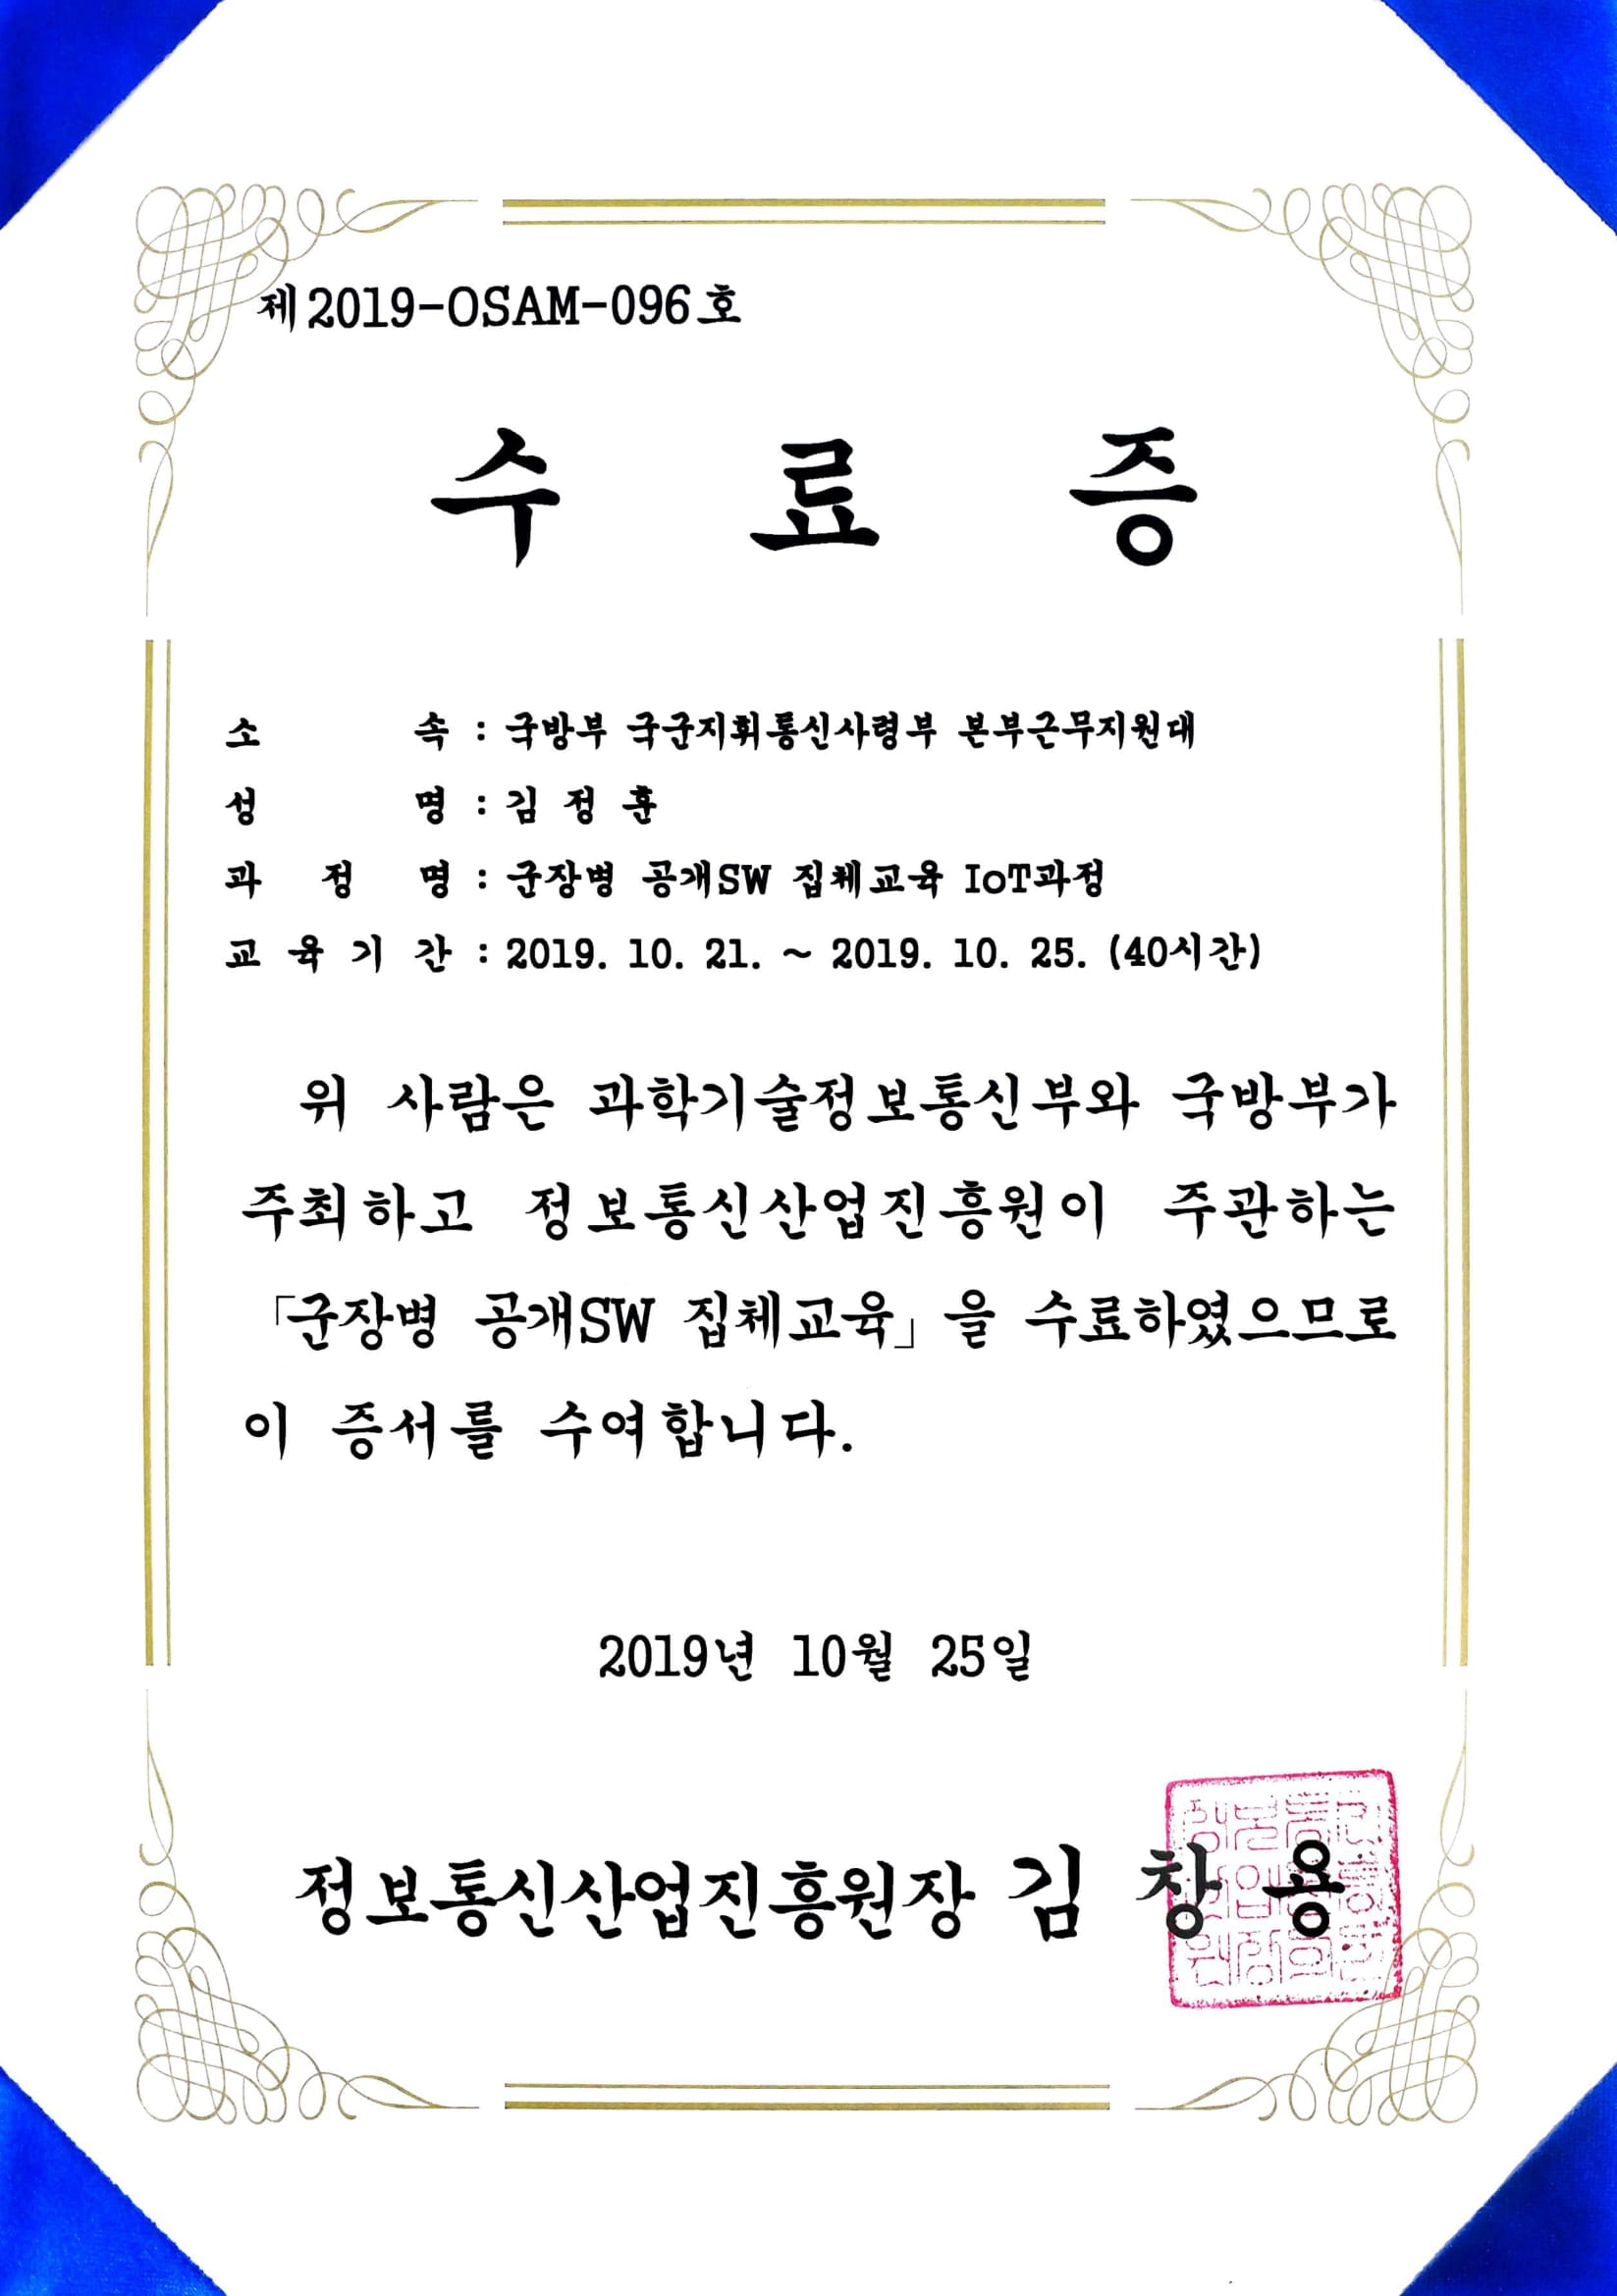 제2019-OSAM-096호
수 료 증
소 속 : 국방부 국군지휘통신사령부 본부근무지원대
성 명 : 김 정 훈
과 정 명 : 군장병 공개SW 집체교육 IoT과정
교 육 기 간 : 2019. 10. 21. ~ 2019. 10. 25. (40시간)
위 사람은 과학기술정보통신부와 국방부가
주최하고 정보통신산업진흥원이 주관하는
「군장병 공개SW 집체교육」을 수료하였으므로
이 증서를 수여합니다.
2019년 10월 25일
정보통신산업진흥원장 김 창 용